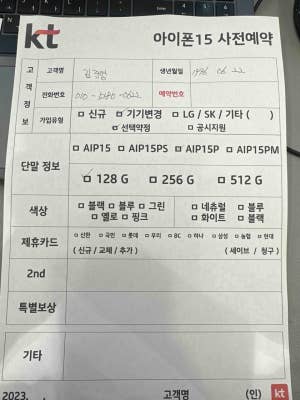 kt 아이폰15 사전예약
고객정보
고객명 생년월일 1996 06 22
전화번호 예약번호
가입유형 □ 신규 □ 기기변경 □ LG / SK / 기타 ( )
□ 선택약정 □ 공시지원
단말 정보 □ AIP15 □ AIP15PS □ AIP15P □ AIP15PM
□ 128 G □ 256 G □ 512 G
색상 □ 블랙 □ 블루 □ 그린 □ 네츄럴 □ 블루
□ 옐로 □ 핑크 □ 화이트 □ 블랙
제휴카드 □ 신한 □ 국민 □ 롯데 □ 우리 □ BC □ 하나 □ 삼성 □ 농협 □ 현대
( 신규 / 교체 / 추가 ) ( 세이브 / 청구 )
2nd
특별보상
기타
2023. . 고객명 (인) kt